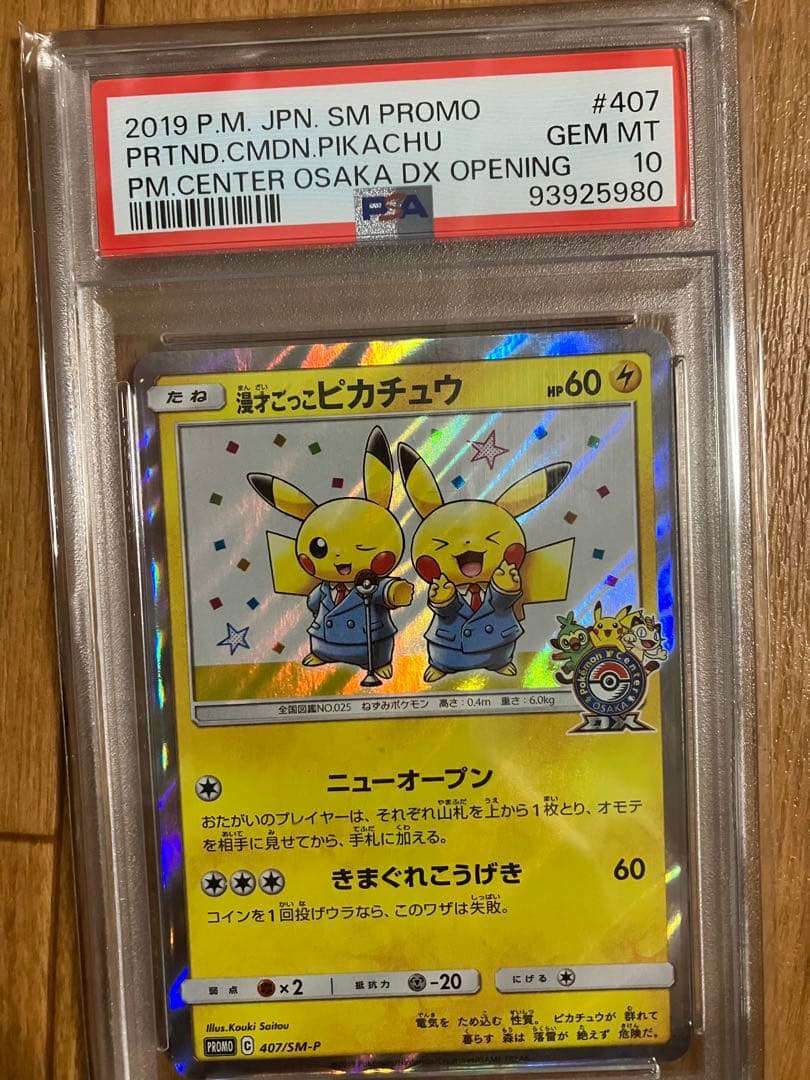 2019 P.M. JPN. SM PROMO #407
PRTND.CMDN.PIKACHU GEM MT
PM.CENTER OSAKA DX OPENING 10
93925980
PSA
たね 漫才ごっこピカチュウ HP60
まん ざい
Pokémon Center
OSAKA
DX
全国図鑑NO.025 ねずみポケモン 高さ：0.4m 重さ：6.0kg
ニューオープン
おたがいのプレイヤーは、それぞれ山札を上から1枚とり、オモテ
を相手に見せてから、手札に加える。
きまぐれこうげき 60
コインを1回投げウラなら、このワザは失敗。
弱点 ×2 抵抗力 -20 にげる
Illus.Kouki Saitou
電気を ため込む 性質。 ピカチュウが 群れて
暮らす 森は 落雷が 絶えず 危険だ。
PROMO C 407/SM-P